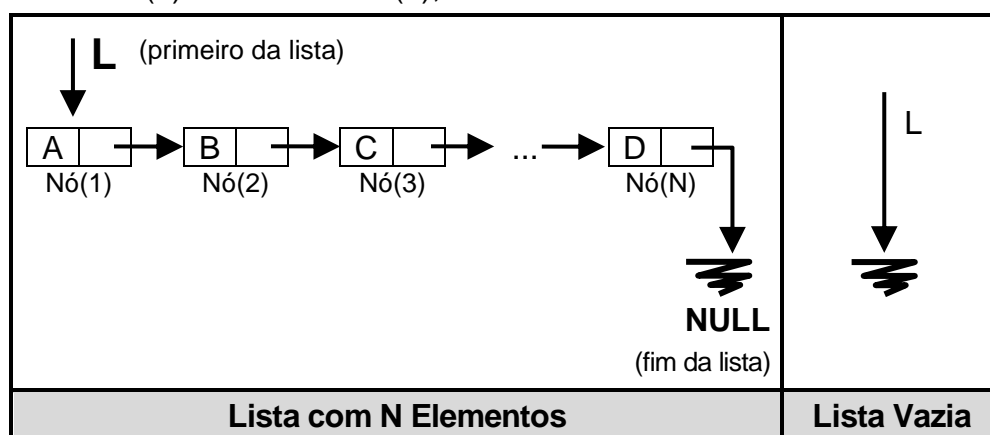 L (primeiro da lista)
L
A B C ... D
Nó(1) Nó(2) Nó(3) Nó(N)
NULL
(fim da lista)
Lista com N Elementos Lista Vazia